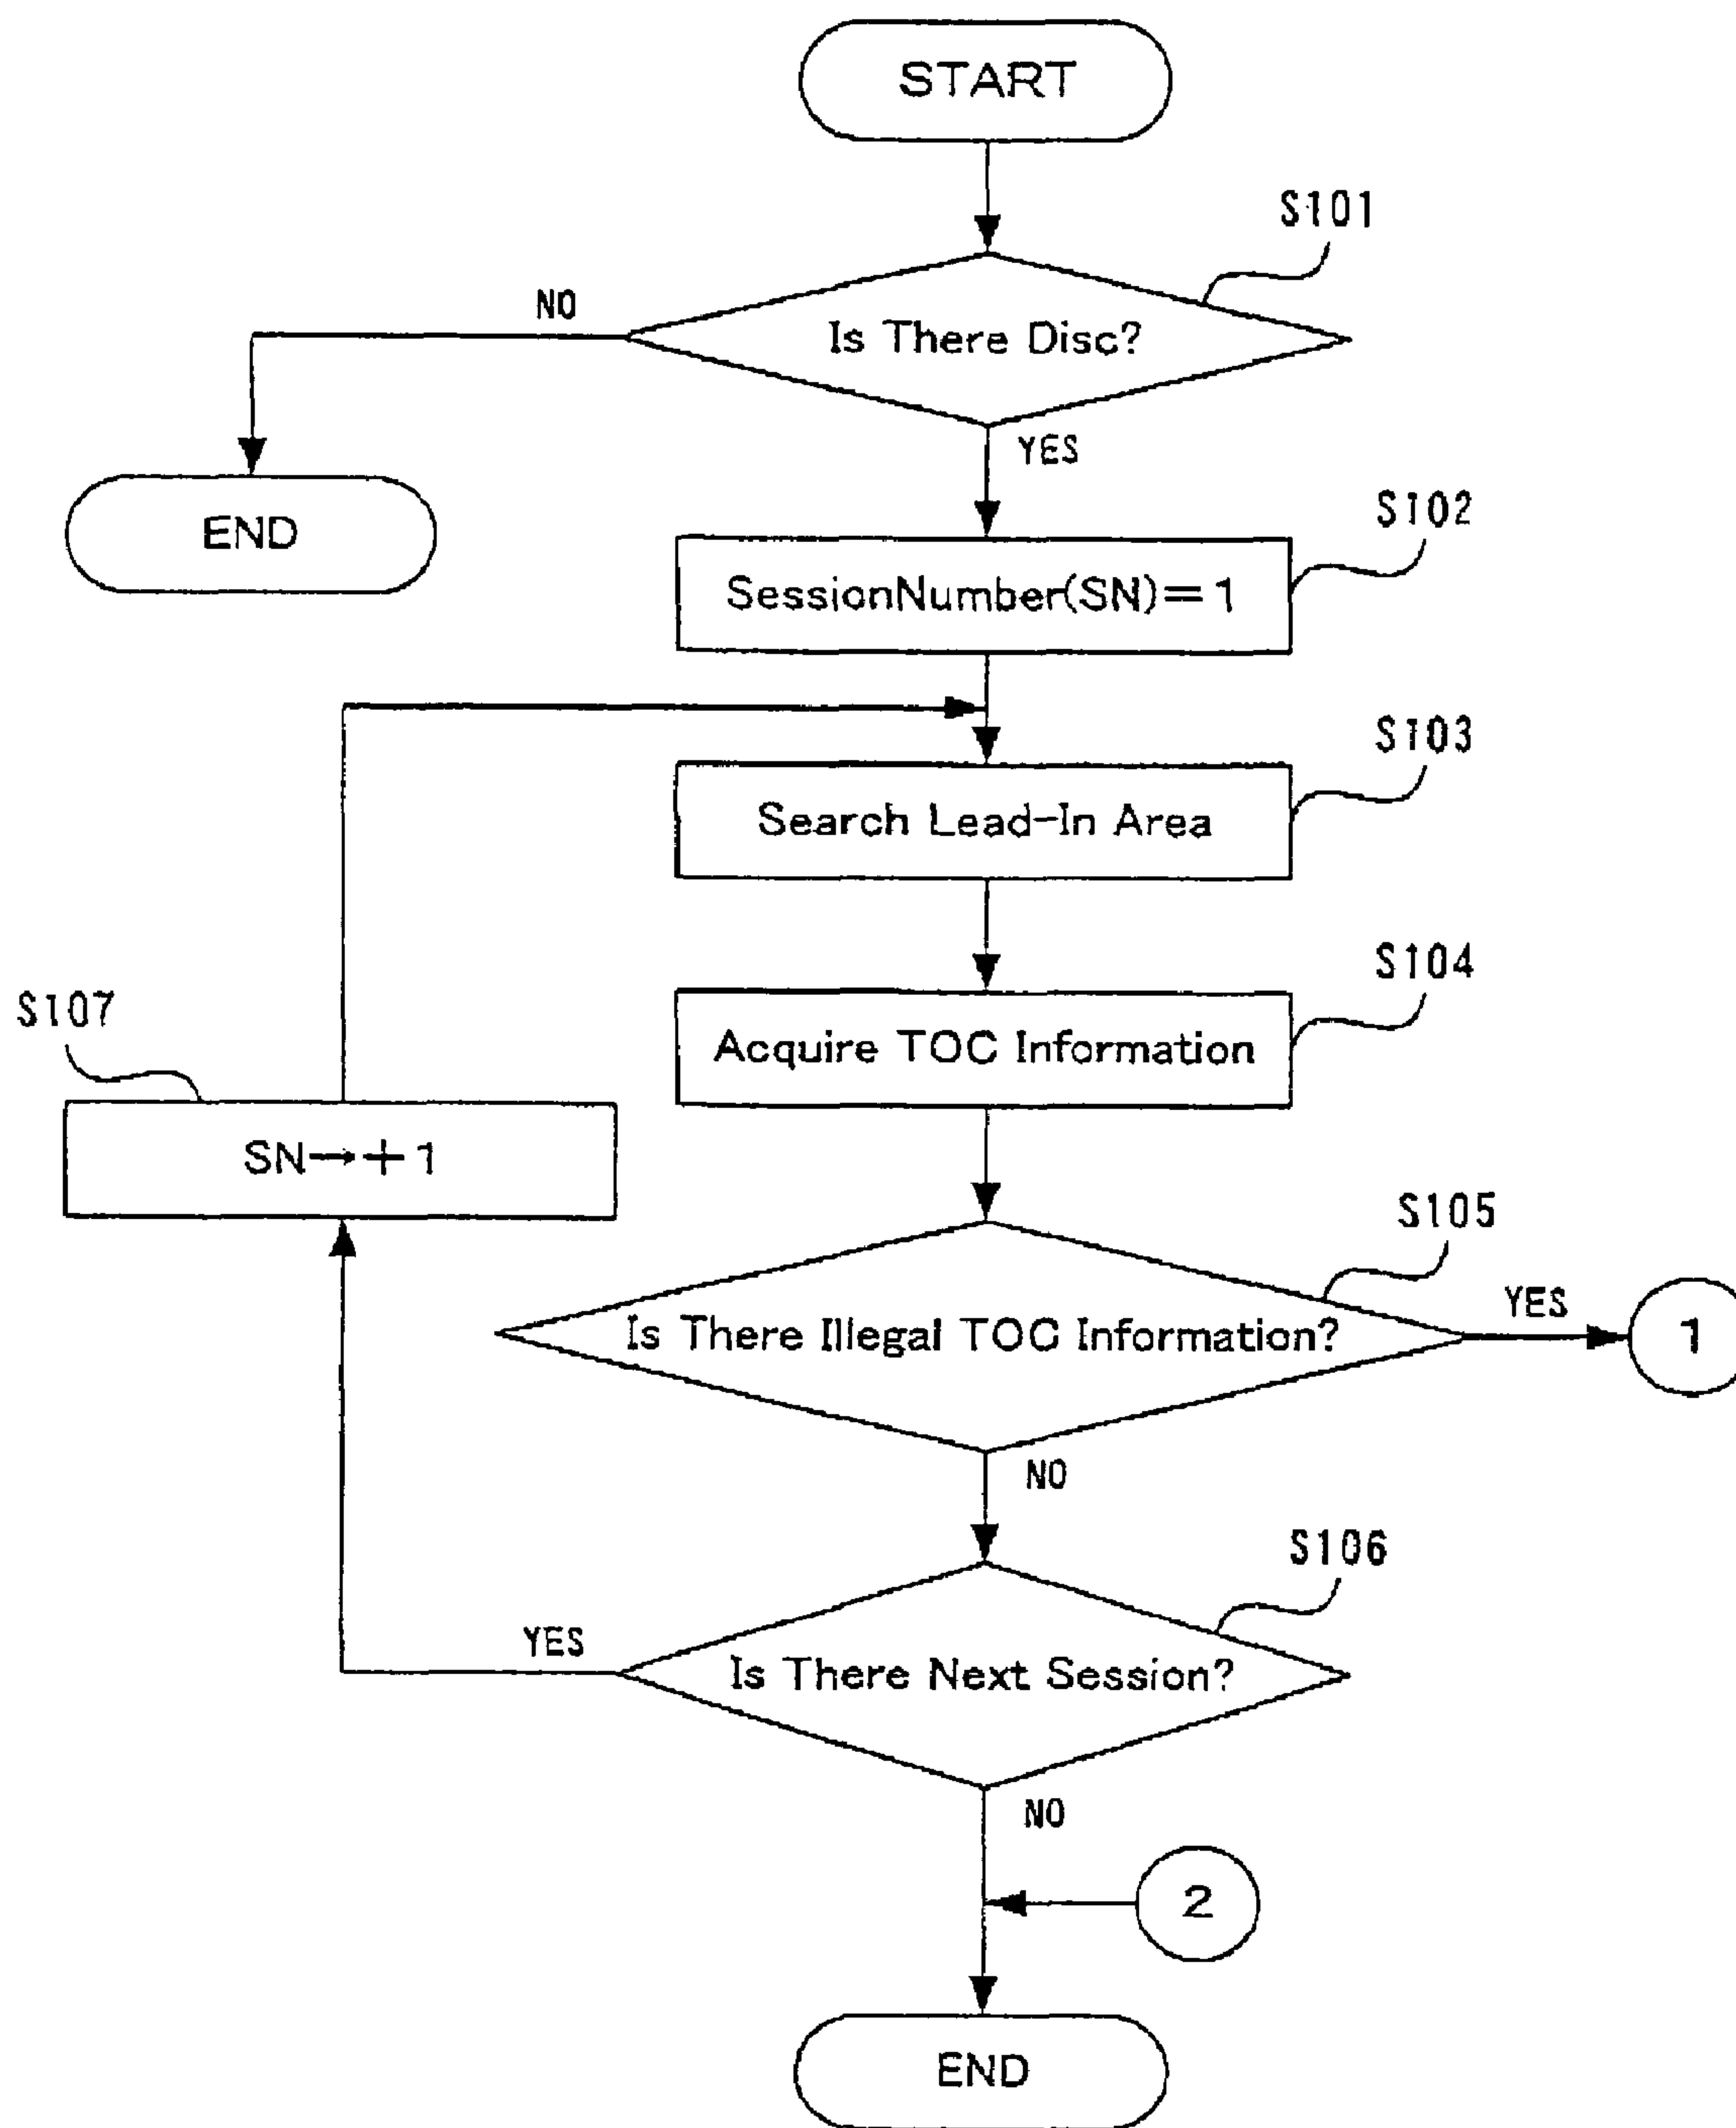 START
S101
NO
Is There Disc?
YES
END
S102
SessionNumber(SN)=1
S103
Search Lead-In Area
S104
Acquire TOC Information
S107
SN→+1
S105
YES
Is There Illegal TOC Information?
1
NO
S106
YES
Is There Next Session?
NO
2
END